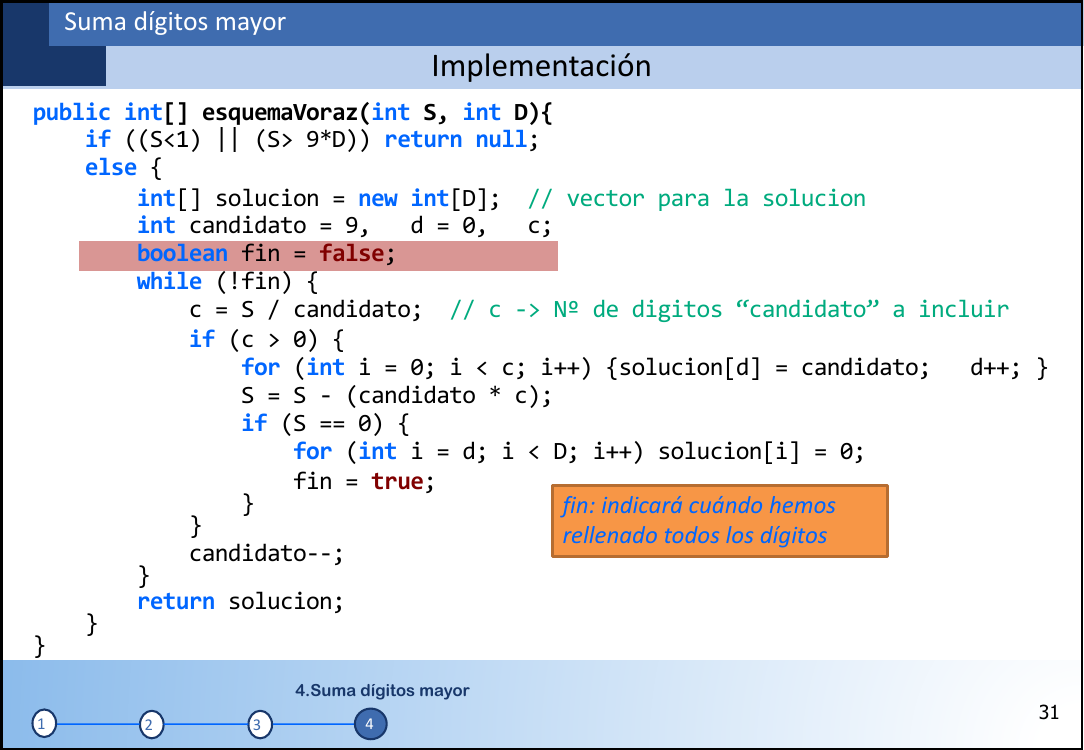 Suma dígitos mayor
Implementación
public int[] esquemaVoraz(int S, int D){
if ((S<1) || (S> 9*D)) return null;
else {
int[] solucion = new int[D]; // vector para la solucion
int candidato = 9, d = 0, c;
boolean fin = false;
while (!fin) {
c = S / candidato; // c -> Nº de digitos “candidato” a incluir
if (c > 0) {
for (int i = 0; i < c; i++) {solucion[d] = candidato; d++; }
S = S - (candidato * c);
if (S == 0) {
for (int i = d; i < D; i++) solucion[i] = 0;
fin = true;
}
}
candidato--;
}
return solucion;
}
}
fin: indicará cuándo hemos
rellenado todos los dígitos
4.Suma dígitos mayor
1 2 3 4
31